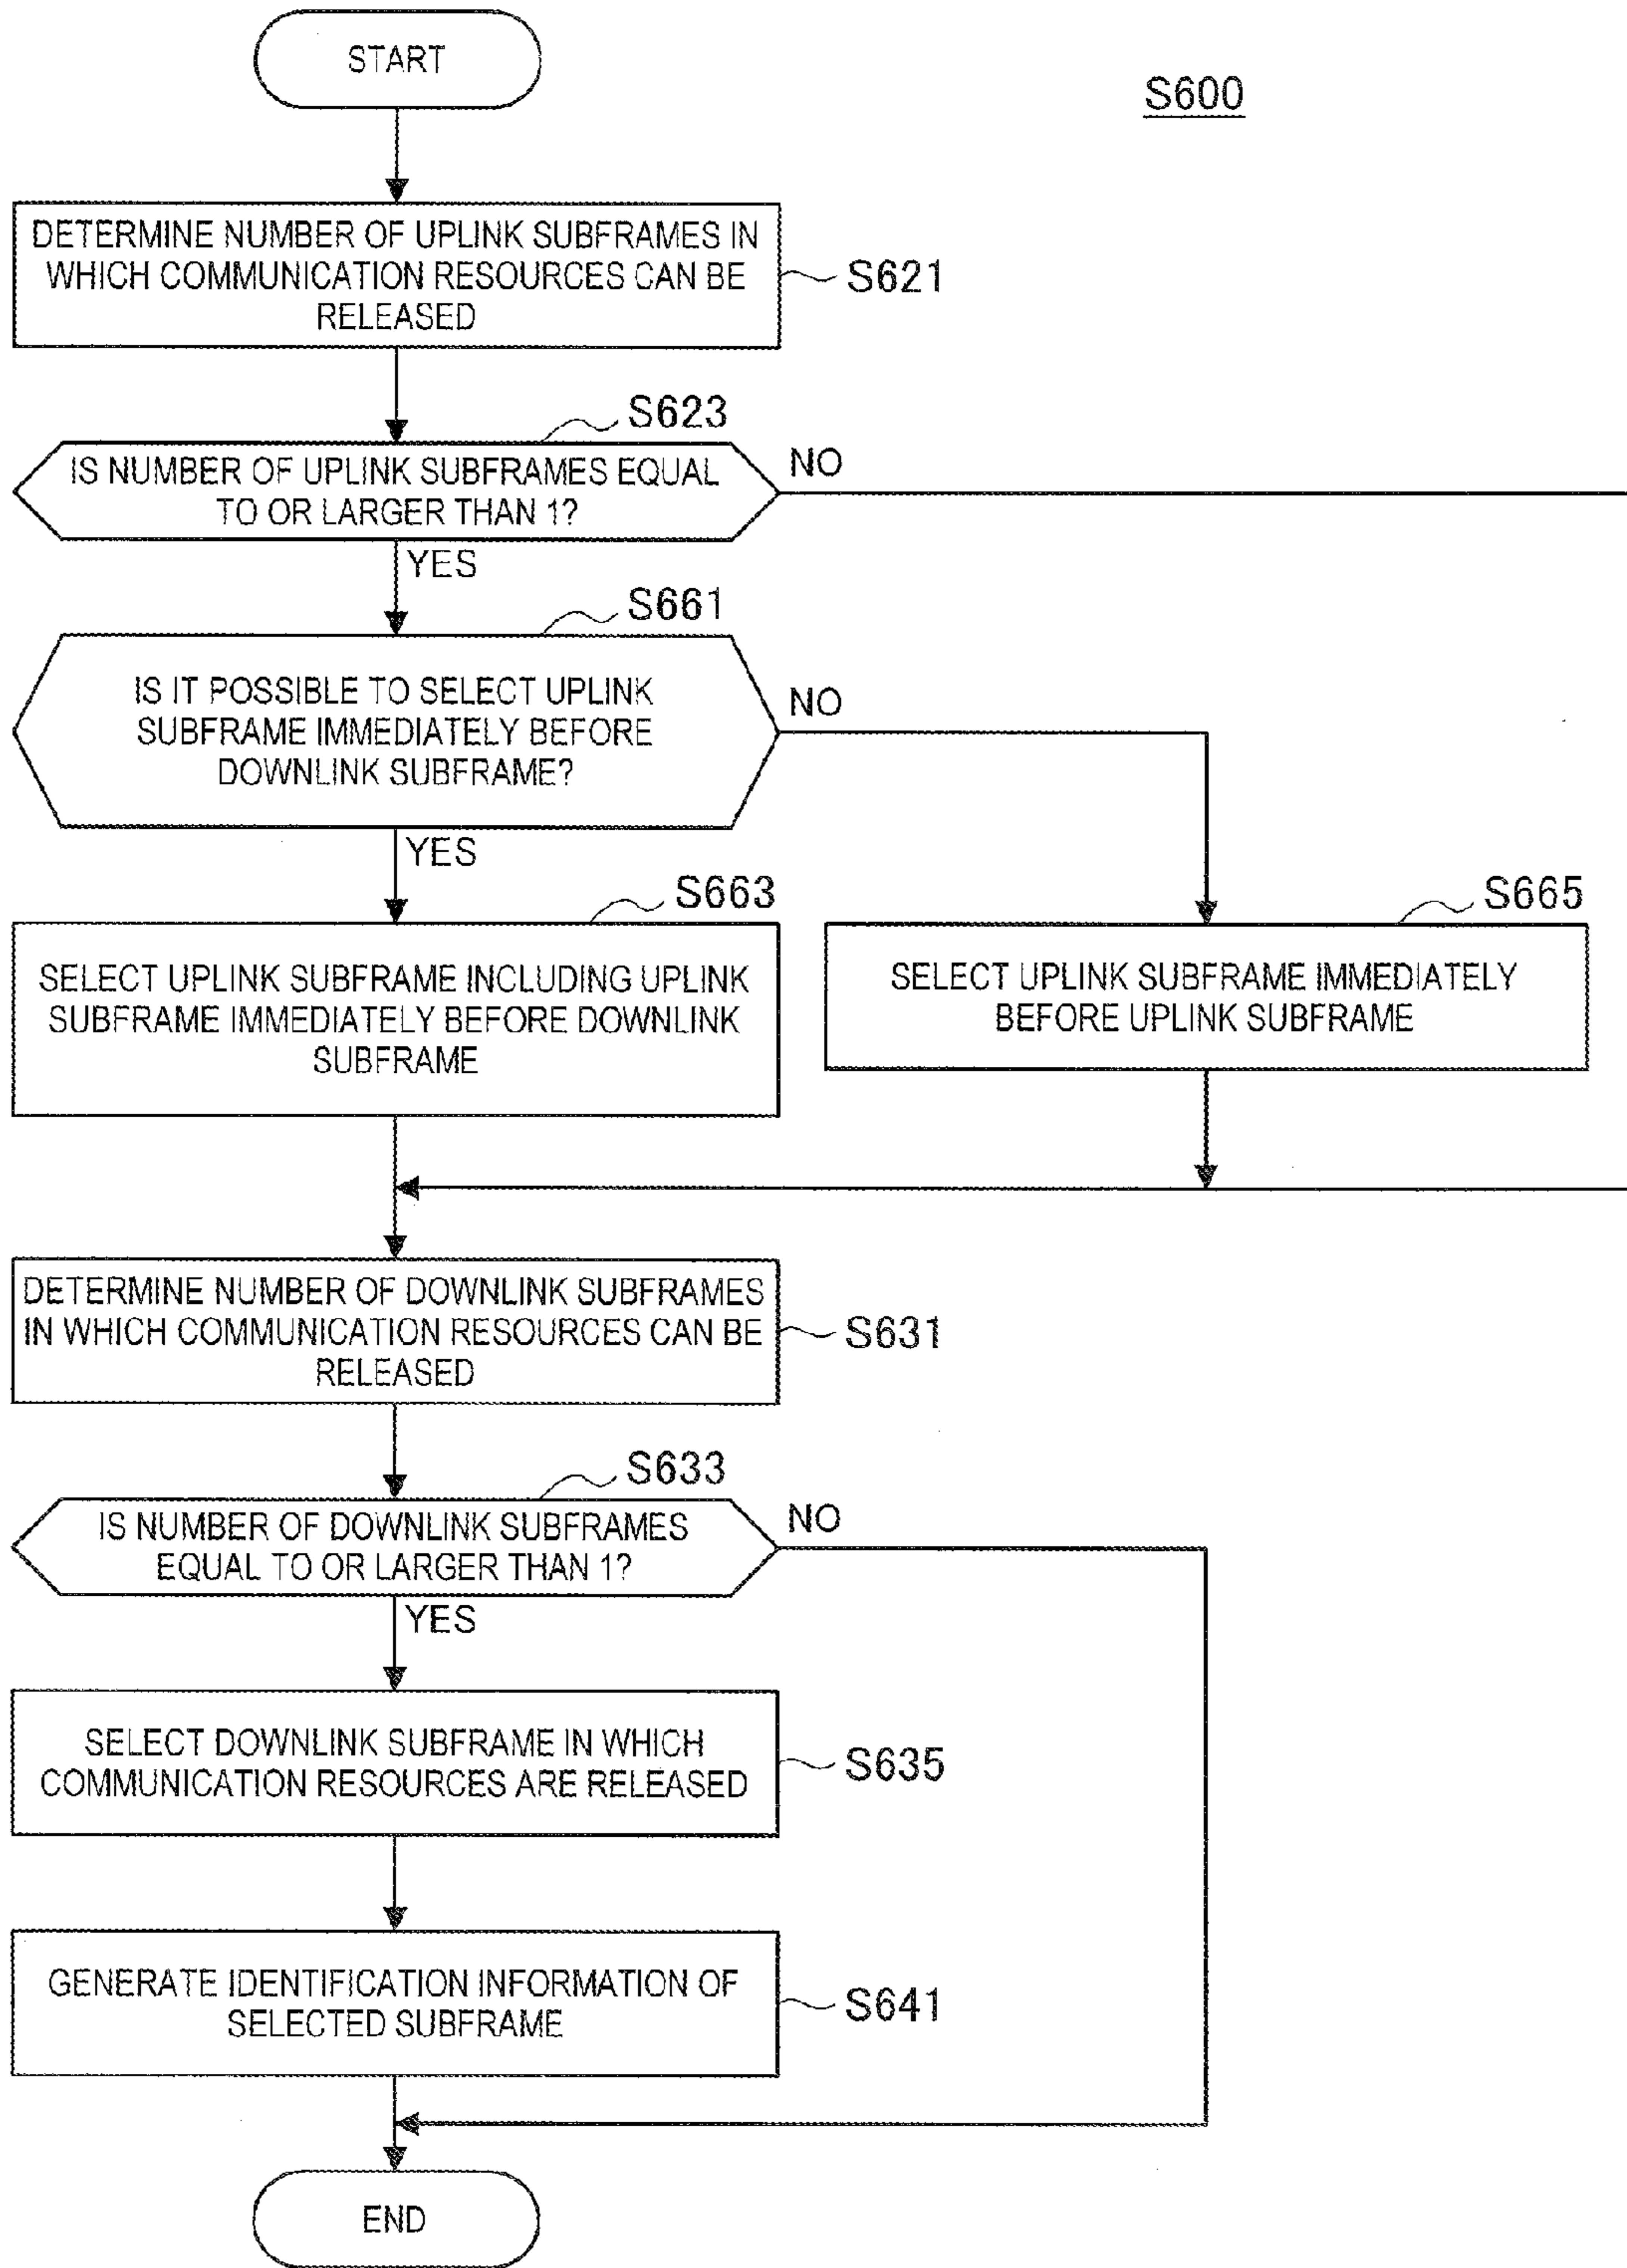 START
S600
DETERMINE NUMBER OF UPLINK SUBFRAMES IN
WHICH COMMUNICATION RESOURCES CAN BE
RELEASED
S621
S623
IS NUMBER OF UPLINK SUBFRAMES EQUAL
TO OR LARGER THAN 1?
NO
YES
S661
IS IT POSSIBLE TO SELECT UPLINK
SUBFRAME IMMEDIATELY BEFORE
DOWNLINK SUBFRAME?
NO
YES
S663
SELECT UPLINK SUBFRAME INCLUDING UPLINK
SUBFRAME IMMEDIATELY BEFORE DOWNLINK
SUBFRAME
S665
SELECT UPLINK SUBFRAME IMMEDIATELY
BEFORE UPLINK SUBFRAME
DETERMINE NUMBER OF DOWNLINK SUBFRAMES
IN WHICH COMMUNICATION RESOURCES CAN BE
RELEASED
S631
S633
IS NUMBER OF DOWNLINK SUBFRAMES
EQUAL TO OR LARGER THAN 1?
NO
YES
SELECT DOWNLINK SUBFRAME IN WHICH
COMMUNICATION RESOURCES ARE RELEASED
S635
GENERATE IDENTIFICATION INFORMATION OF
SELECTED SUBFRAME
S641
END